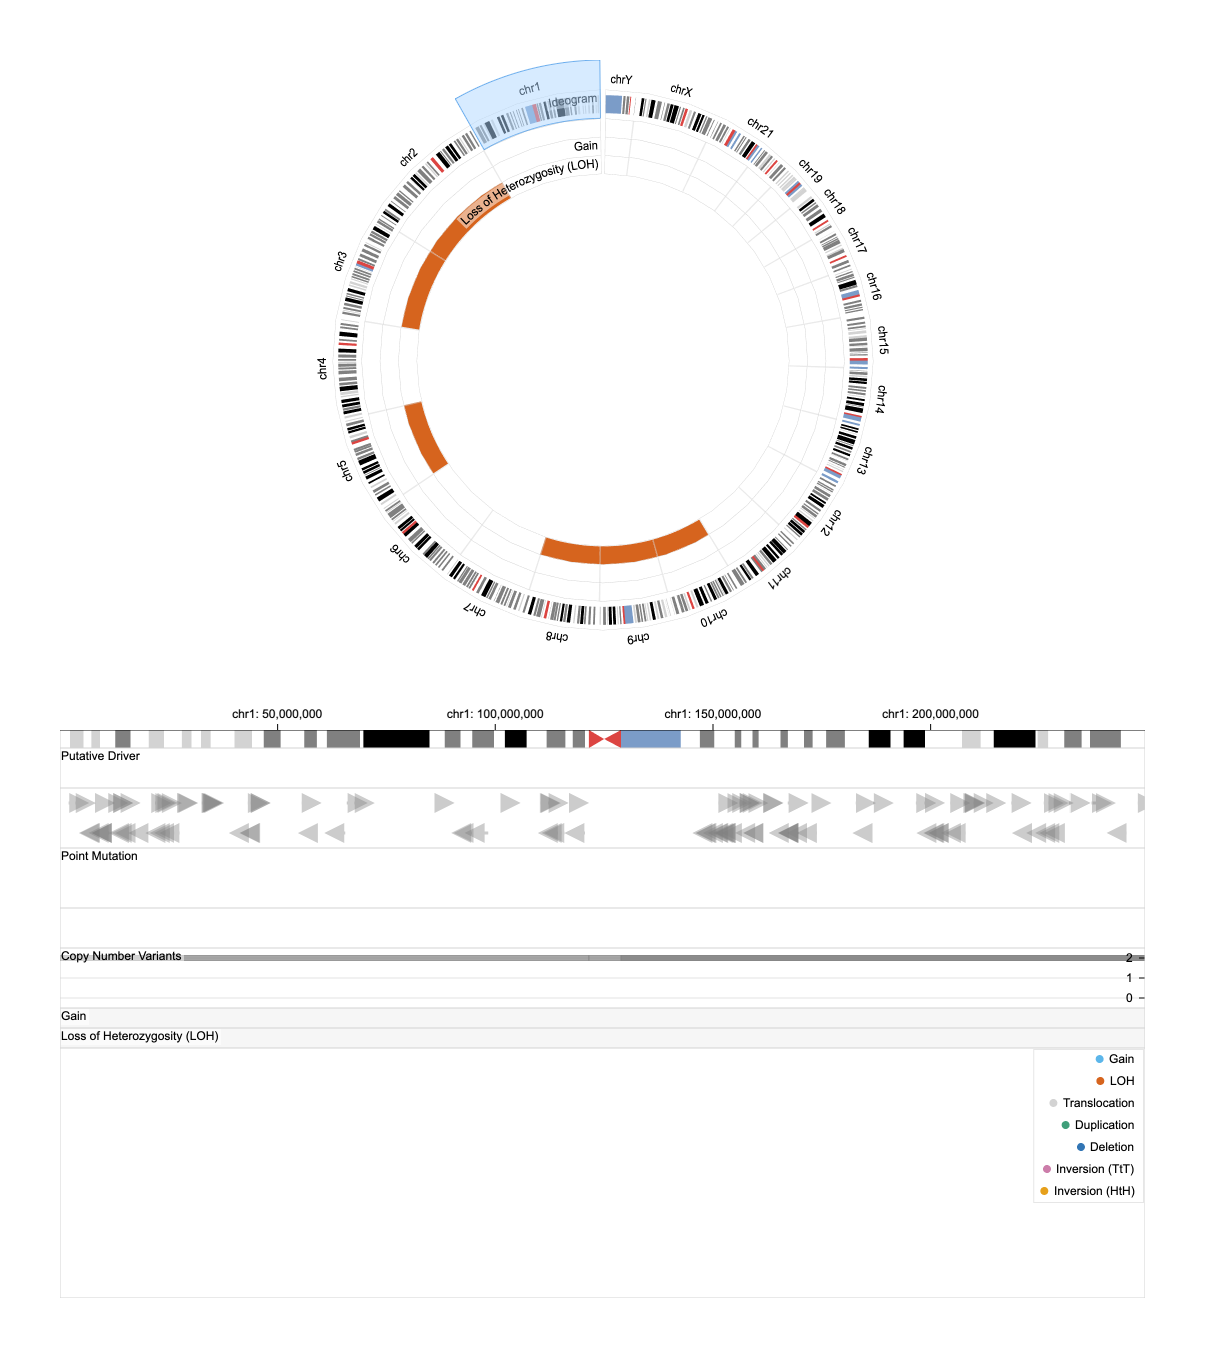 chr1
Ideogram
chrY
chrX
chr21
chr19
chr18
chr17
chr16
chr15
chr14
chr13
chr12
chr11
chr10
chr9
chr8
chr7
chr6
chr5
chr4
chr3
chr2
Gain
Loss of Heterozygosity (LOH)
chr1: 50,000,000 chr1: 100,000,000 chr1: 150,000,000 chr1: 200,000,000
Putative Driver
Point Mutation
Copy Number Variants
2
1
0
Gain
Loss of Heterozygosity (LOH)
Gain
LOH
Translocation
Duplication
Deletion
Inversion (TtT)
Inversion (HtH)